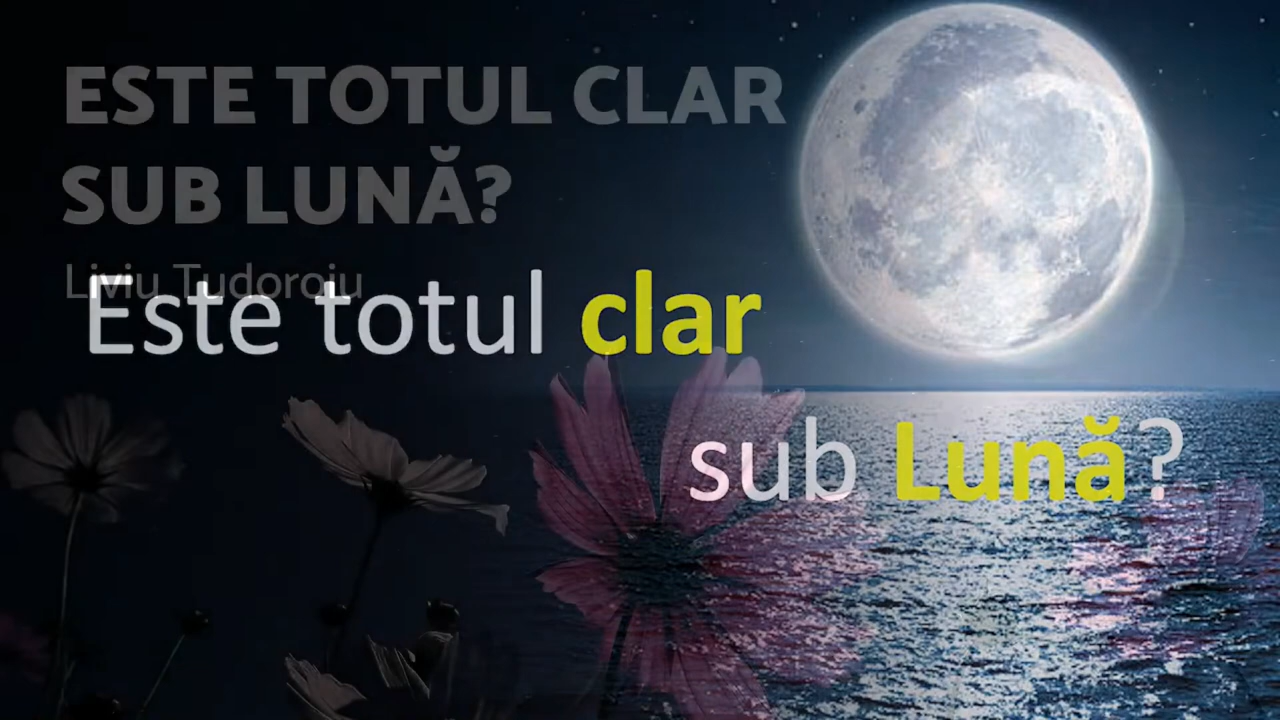 ESTE TOTUL CLAR
SUB LUNĂ?
Liviu Tudoroiu
Este totul clar
sub Lună?